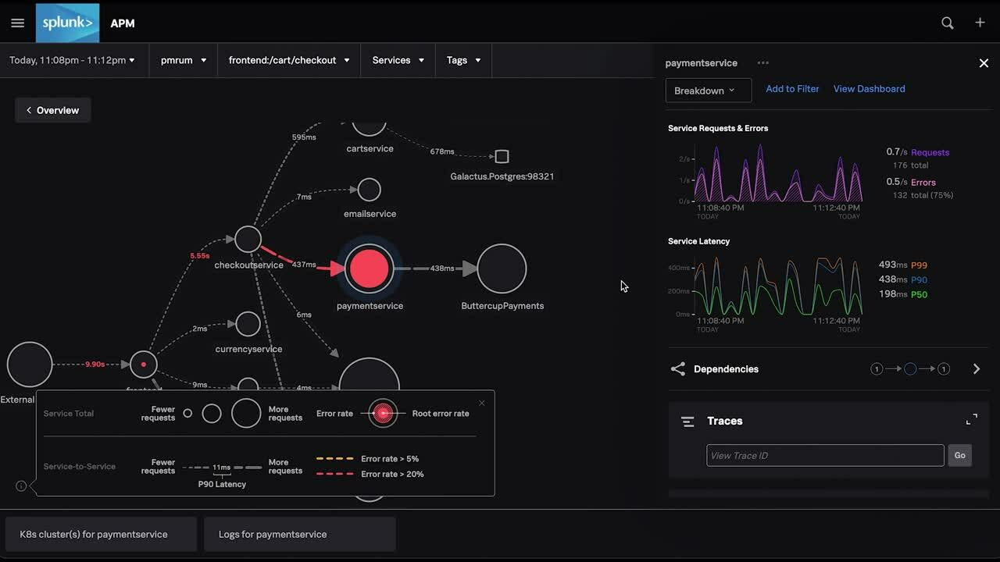 splunk> APM
Today, 11:08pm - 11:12pm
pmrum
frontend:/cart/checkout
Services
Tags
Overview
595ms
cartservice
678ms
Galactus.Postgres:98321
7ms
emailservice
5.55s
checkoutservice
437ms
paymentservice
438ms
ButtercupPayments
6ms
2ms
currencyservice
9.90s
9ms
4ms
External
Service Total
Fewer
requests
More
requests
Error rate
Root error rate
Service-to-Service
Fewer
requests
11ms
P90 Latency
More
requests
Error rate > 5%
Error rate > 20%
K8s cluster(s) for paymentservice
Logs for paymentservice
paymentservice
Breakdown
Add to Filter
View Dashboard
Service Requests & Errors
2/s
1/s
0/s
11:08:40 PM
TODAY
11:12:40 PM
TODAY
0.7/s Requests
176 total
0.5/s Errors
132 total (75%)
Service Latency
400ms
200ms
0ms
11:08:40 PM
TODAY
11:12:40 PM
TODAY
493ms P99
438ms P90
198ms P50
Dependencies
1
1
Traces
View Trace ID
Go